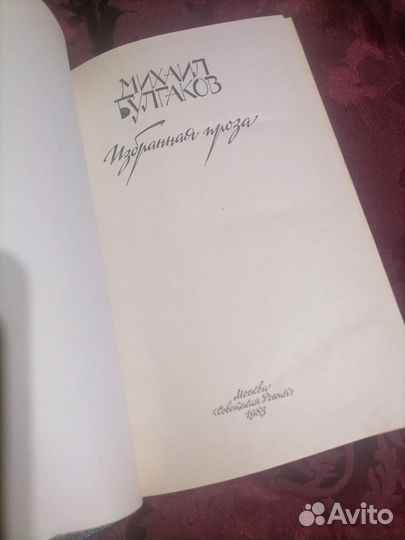 МИХАИЛ
БУЛГАКОВ
Избранная проза
Москва
«Советская Россия»
1983
Avito